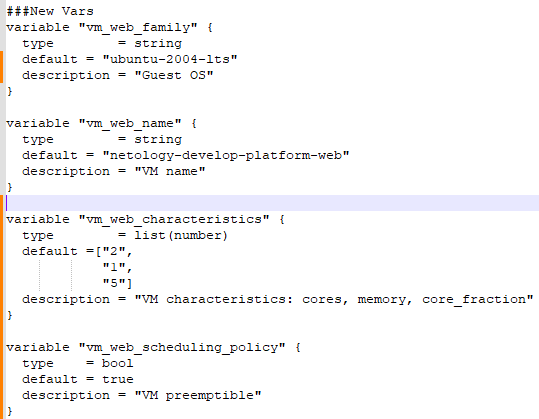 ###New Vars
variable "vm_web_family" {
  type        = string
  default = "ubuntu-2004-lts"
  description = "Guest OS"
}

variable "vm_web_name" {
  type        = string
  default = "netology-develop-platform-web"
  description = "VM name"
}

variable "vm_web_characteristics" {
  type        = list(number)
  default =["2",
            "1",
            "5"]
  description = "VM characteristics: cores, memory, core_fraction"
}

variable "vm_web_scheduling_policy" {
  type    = bool
  default = true
  description = "VM preemptible"
}